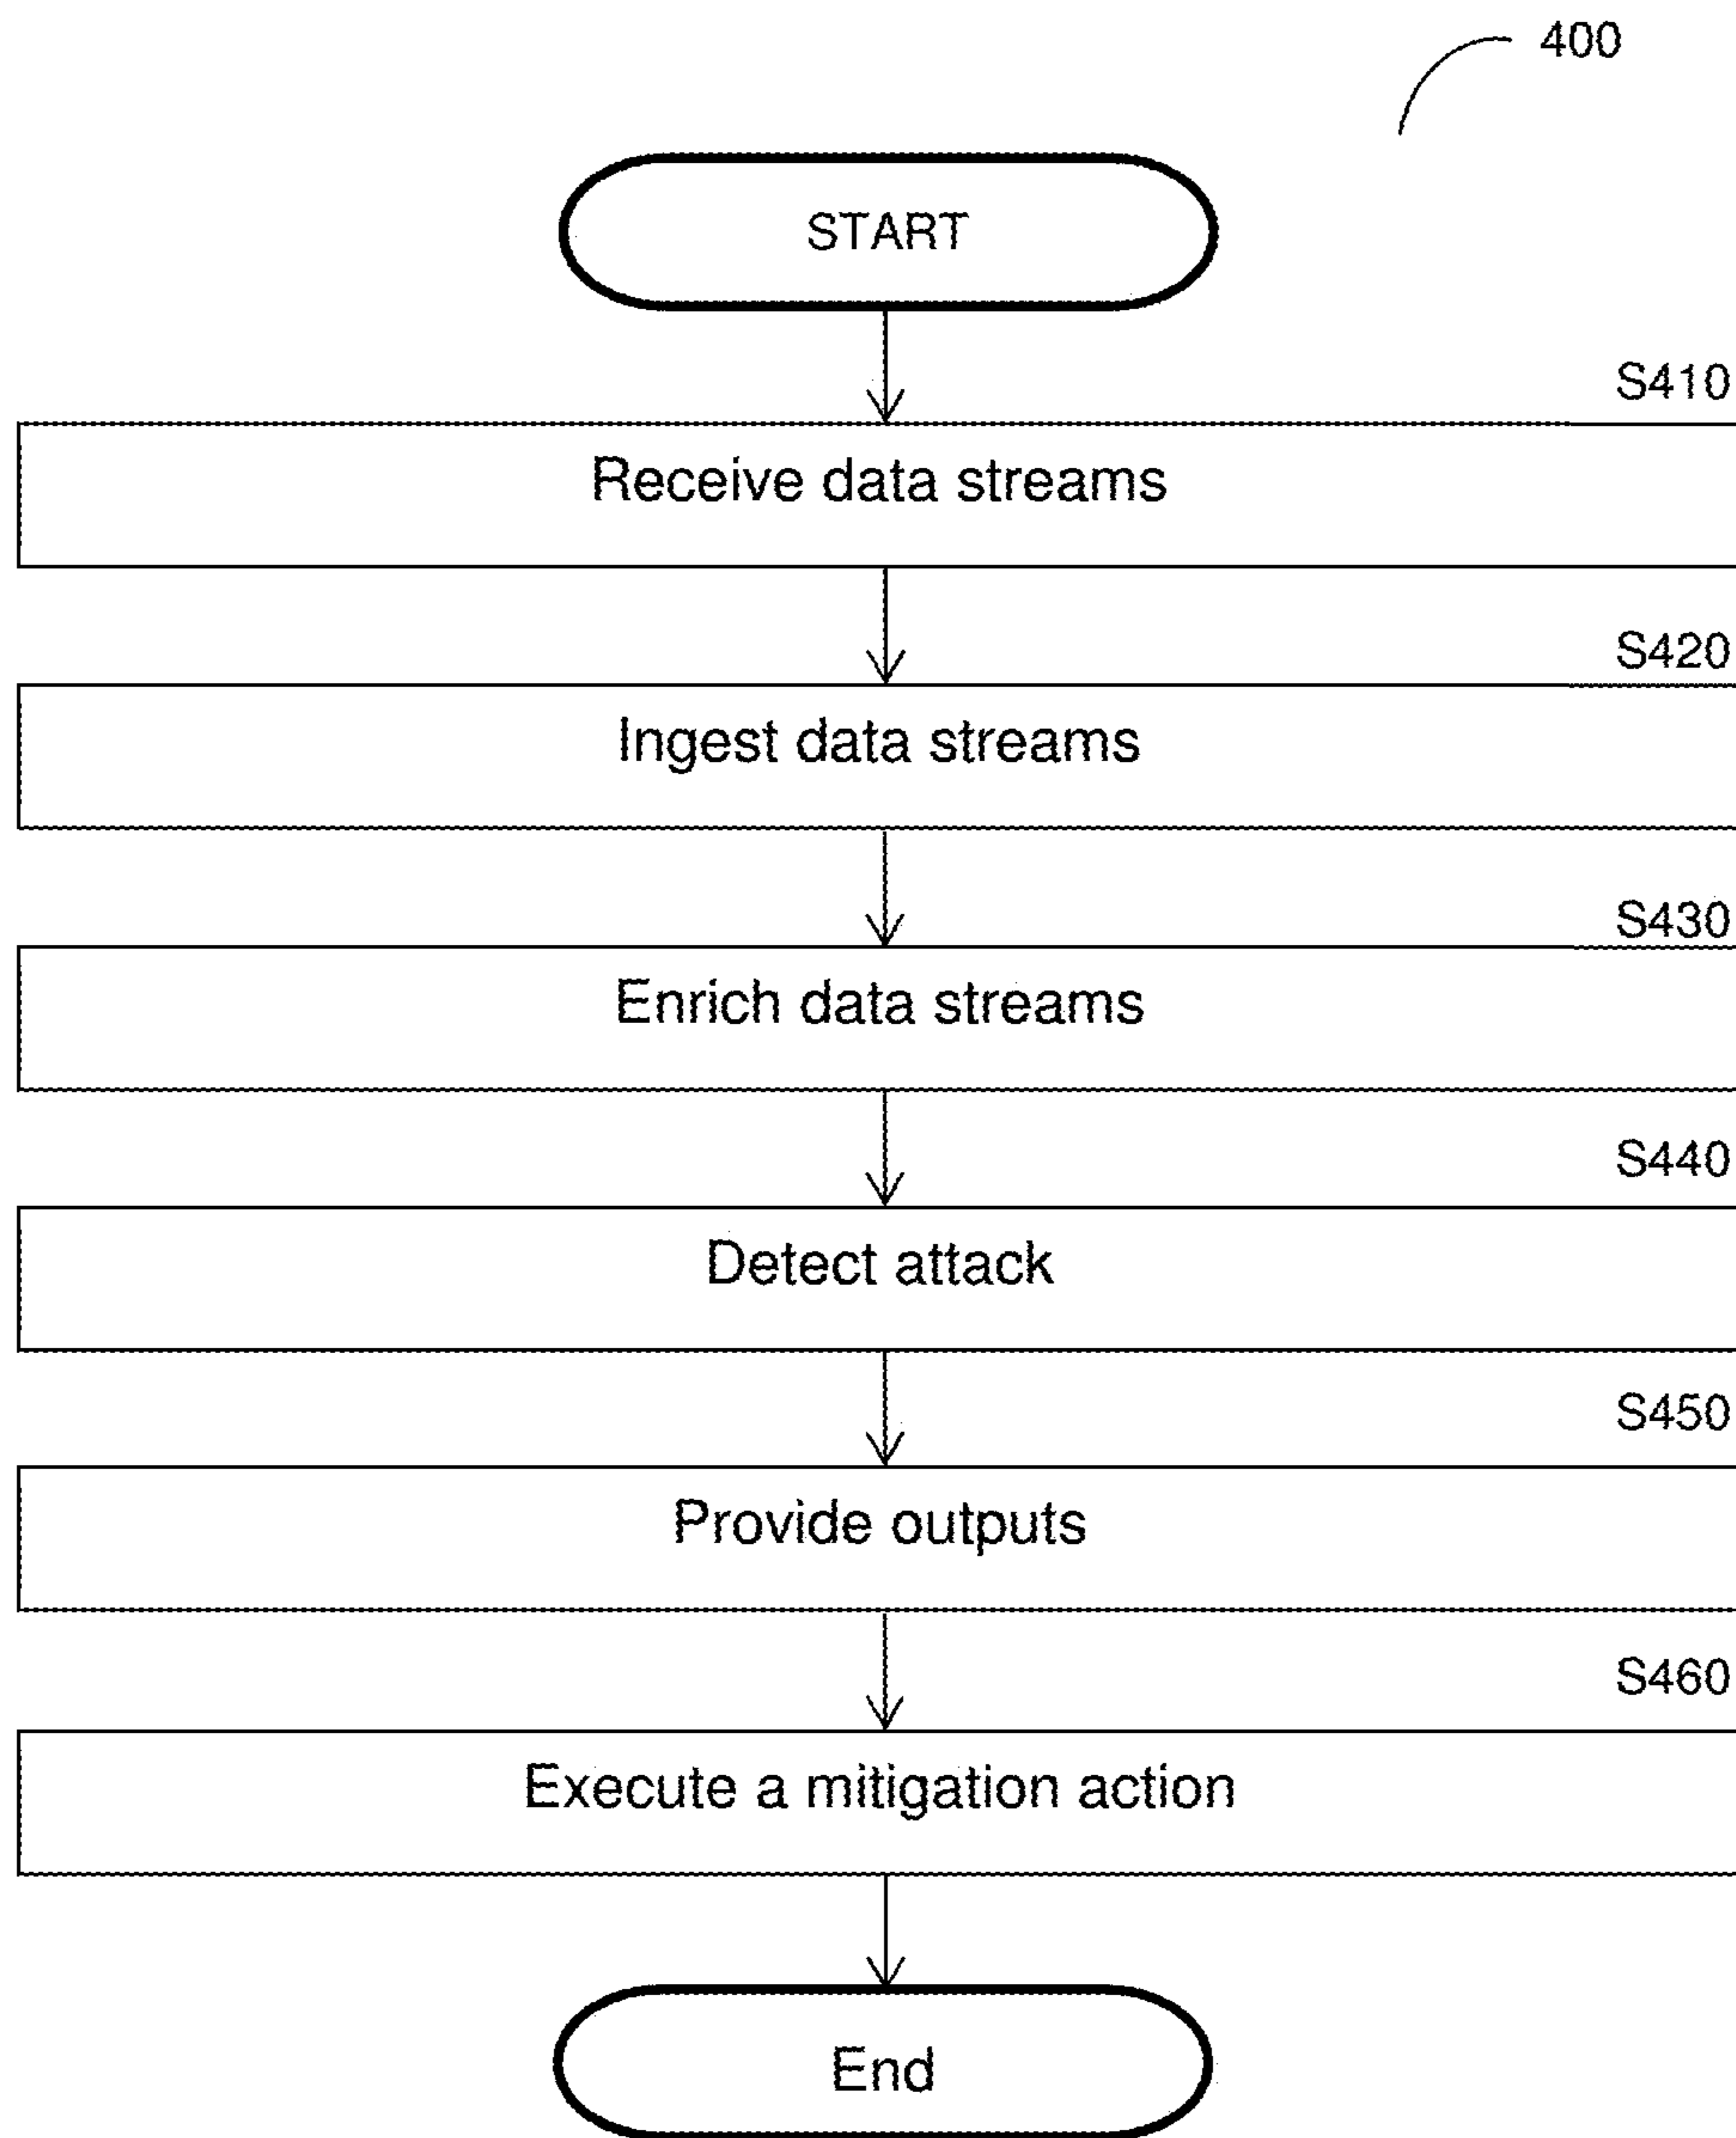 400
START
S410
Receive data streams
S420
Ingest data streams
S430
Enrich data streams
S440
Detect attack
S450
Provide outputs
S460
Execute a mitigation action
End